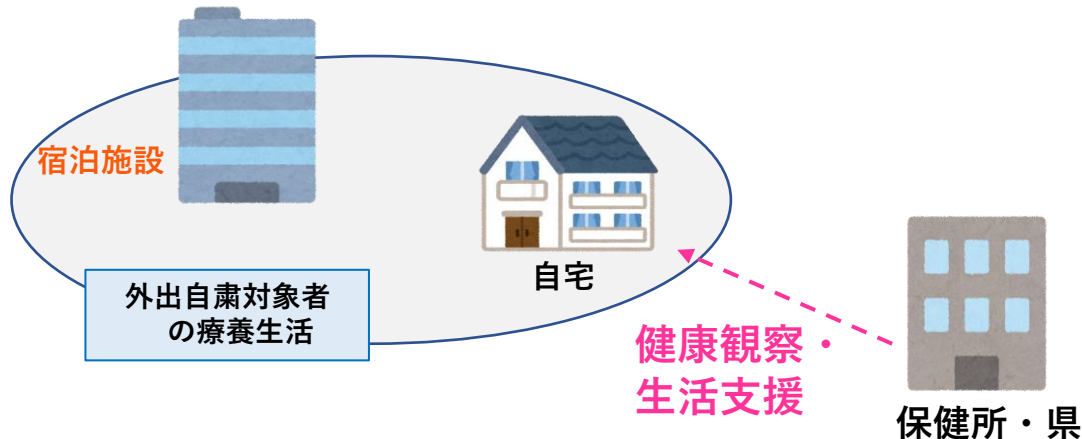 宿泊施設
自宅
外出自粛対象者
の療養生活
健康観察・
生活支援
保健所・県